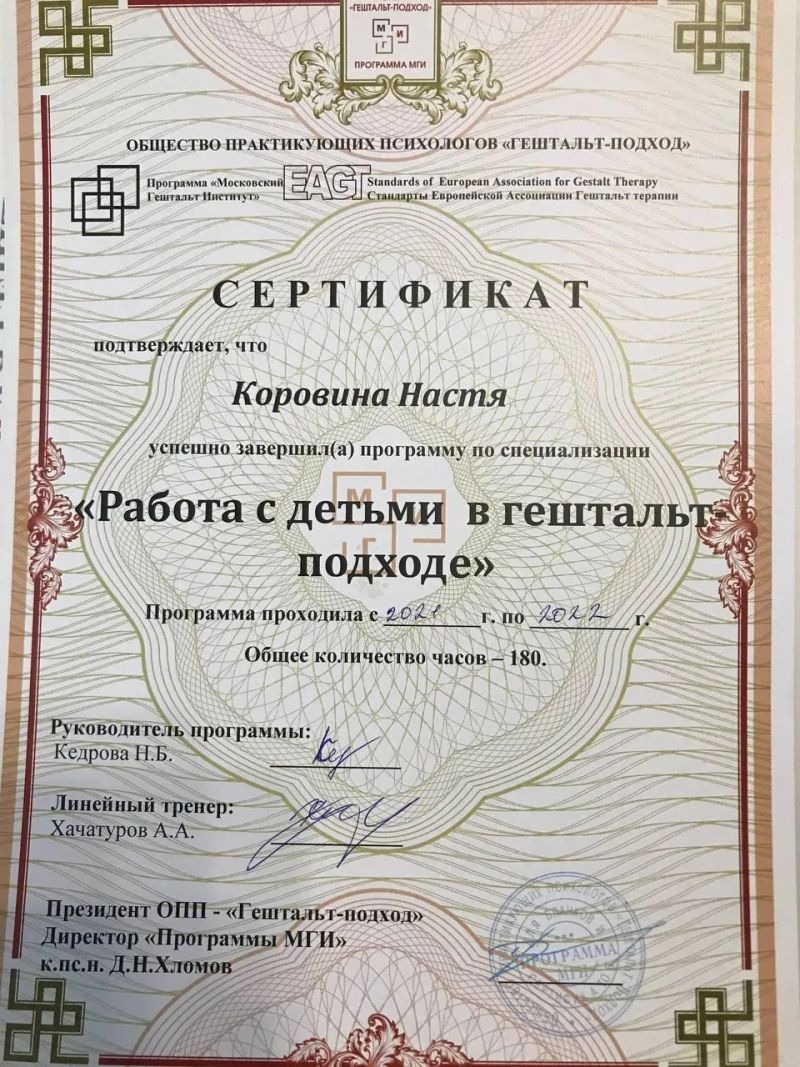 «ГЕШТАЛЬТ-ПОДХОД»
М И Г
ПРОГРАММА МГИ
ОБЩЕСТВО ПРАКТИКУЮЩИХ ПСИХОЛОГОВ «ГЕШТАЛЬТ-ПОДХОД»
Программа «Московский Гештальт Институт»
EAGT
Standards of European Association for Gestalt Therapy
Стандарты Европейской Ассоциации Гештальт терапии
СЕРТИФИКАТ
подтверждает, что
Коровина Настя
успешно завершил(а) программу по специализации
«Работа с детьми в гештальт-
подходе»
М И Г
Программа проходила с 2021 г. по 2022 г.
Общее количество часов – 180.
Руководитель программы:
Кедрова Н.Б.
Линейный тренер:
Хачатуров А.А.
Президент ОПП - «Гештальт-подход»
Директор «Программы МГИ»
к.пс.н. Д.Н.Хломов
ПРОГРАММА
МГИ